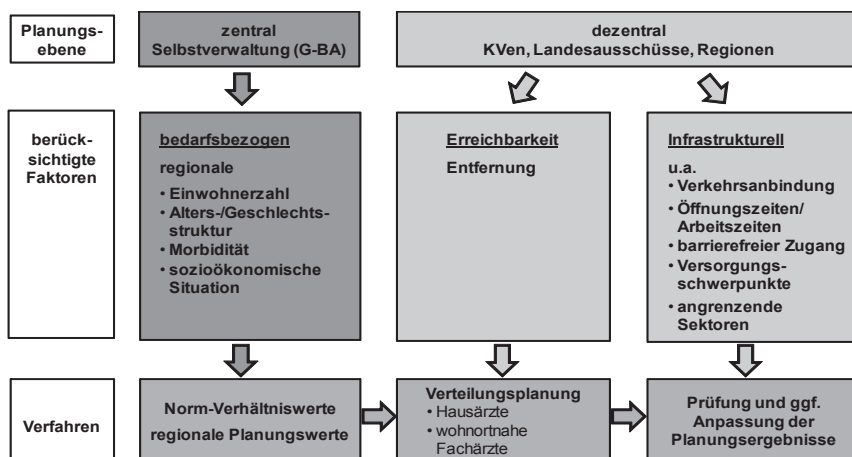 Planungs-
ebene
zentral
Selbstverwaltung (G-BA)
dezentral
KVen, Landesausschüsse, Regionen
berück-
sichtigte
Faktoren
bedarfsbezogen
regionale
• Einwohnerzahl
• Alters-/Geschlechts-
struktur
• Morbidität
• sozioökonomische
Situation
Erreichbarkeit
Entfernung
Infrastrukturell
u.a.
• Verkehrsanbindung
• Öffnungszeiten/
Arbeitszeiten
• barrierefreier Zugang
• Versorgungs-
schwerpunkte
• angrenzende
Sektoren
Verfahren
Norm-Verhältniswerte
regionale Planungswerte
Verteilungsplanung
• Hausärzte
• wohnortnahe
Fachärzte
Prüfung und ggf.
Anpassung der
Planungsergebnisse